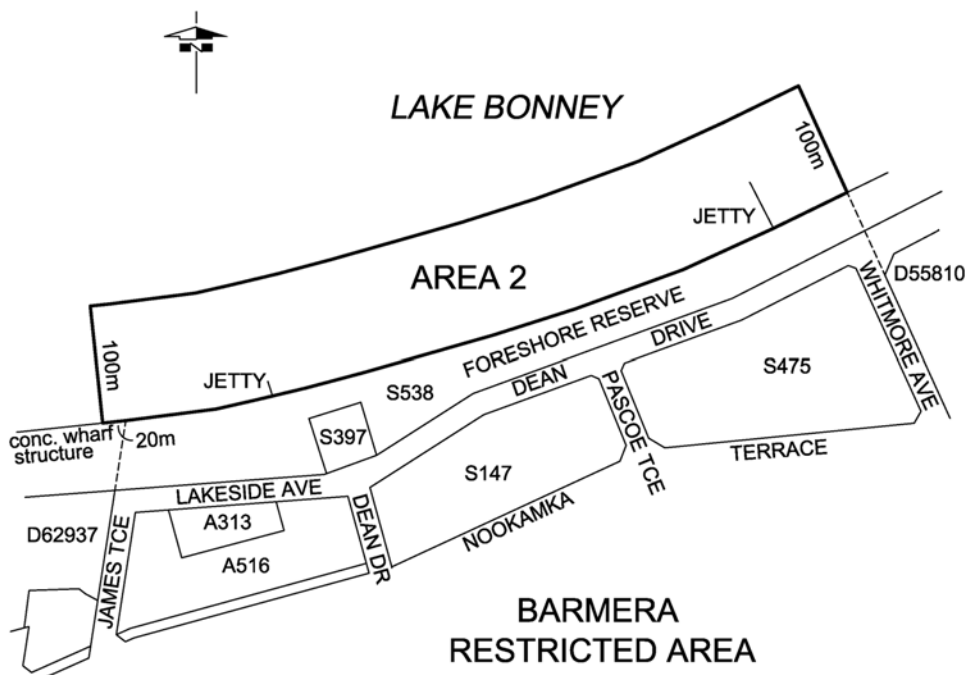 N
LAKE BONNEY
100m
JETTY
AREA 2
D55810
WHITMORE AVE
FORESHORE RESERVE
DRIVE
100m
JETTY
S538
DEAN
S475
PASCOE TCE
conc. wharf
structure
20m
S397
TERRACE
S147
LAKESIDE AVE
DEAN DR
NOOKAMKA
A313
D62937
A516
JAMES TCE
BARMERA
RESTRICTED AREA